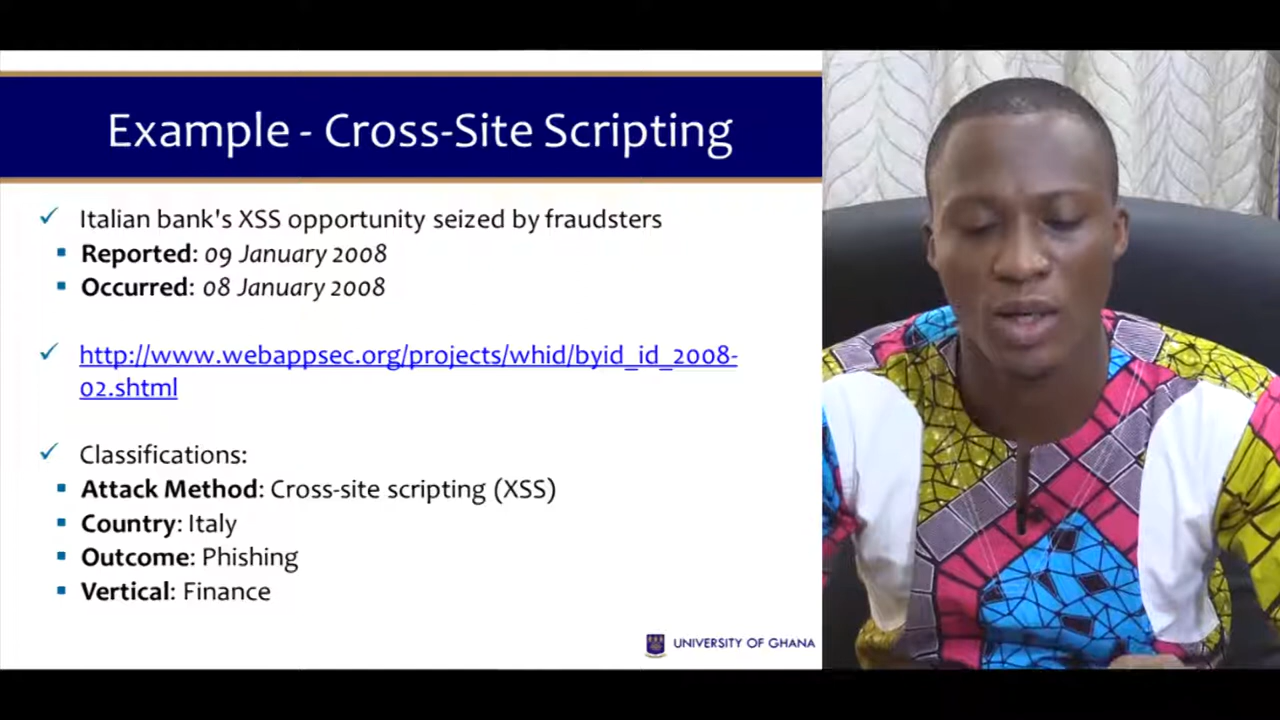 Example - Cross-Site Scripting
Italian bank's XSS opportunity seized by fraudsters
Reported: 09 January 2008
Occurred: 08 January 2008
http://www.webappsec.org/projects/whid/byid_id_2008-
02.shtml
Classifications:
Attack Method: Cross-site scripting (XSS)
Country: Italy
Outcome: Phishing
Vertical: Finance
UNIVERSITY OF GHANA